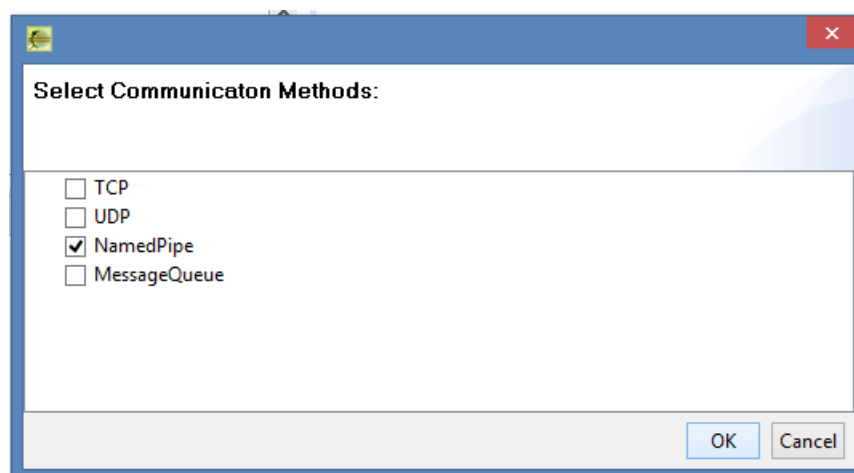 Select Communicaton Methods:
TCP
UDP
NamedPipe
MessageQueue
OK Cancel